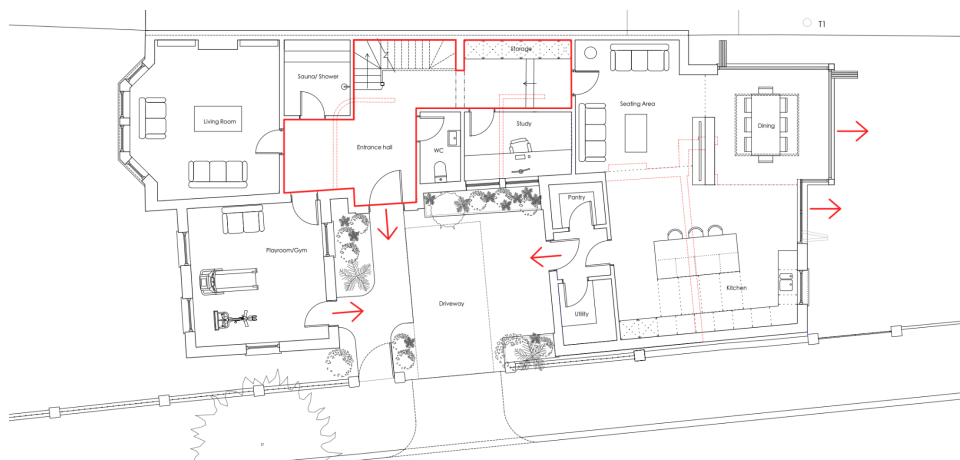 T1
Storage
Sauna/ Shower
Living Room
Seating Area
Dining
Study
WC
Entrance hall
Pantry
Playroom/Gym
Kitchen
Driveway
Utility